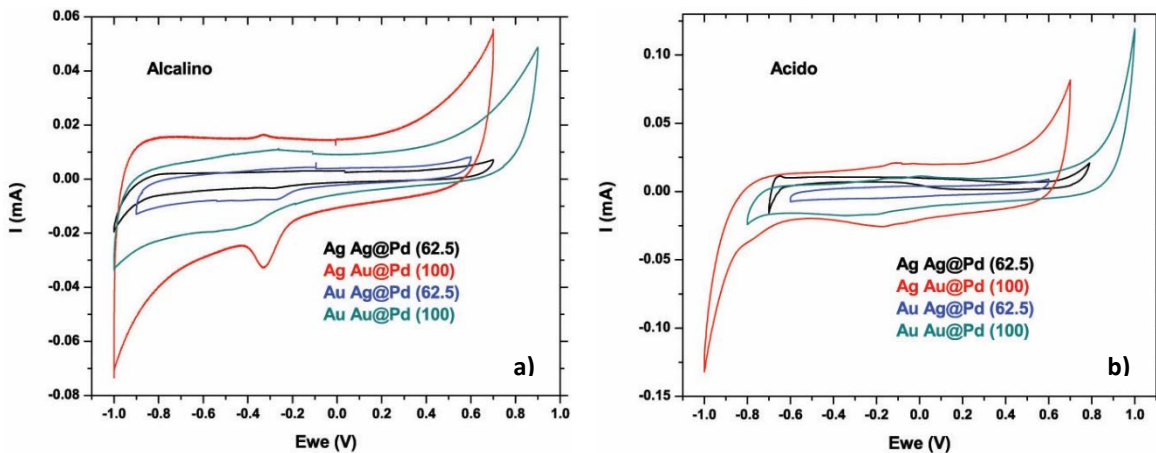 0.06
0.04
0.02
0.00
-0.02
-0.04
-0.06
-0.08
I (mA)
Alcalino
Ag Ag@Pd (62.5)
Ag Au@Pd (100)
Au Ag@Pd (62.5)
Au Au@Pd (100)
a)
-1.0 -0.8 -0.6 -0.4 -0.2 0.0 0.2 0.4 0.6 0.8 1.0
Ewe (V)
0.10
0.05
0.00
-0.05
-0.10
-0.15
I (mA)
Acido
Ag Ag@Pd (62.5)
Ag Au@Pd (100)
Au Ag@Pd (62.5)
Au Au@Pd (100)
b)
-1.0 -0.8 -0.6 -0.4 -0.2 0.0 0.2 0.4 0.6 0.8 1.0
Ewe (V)